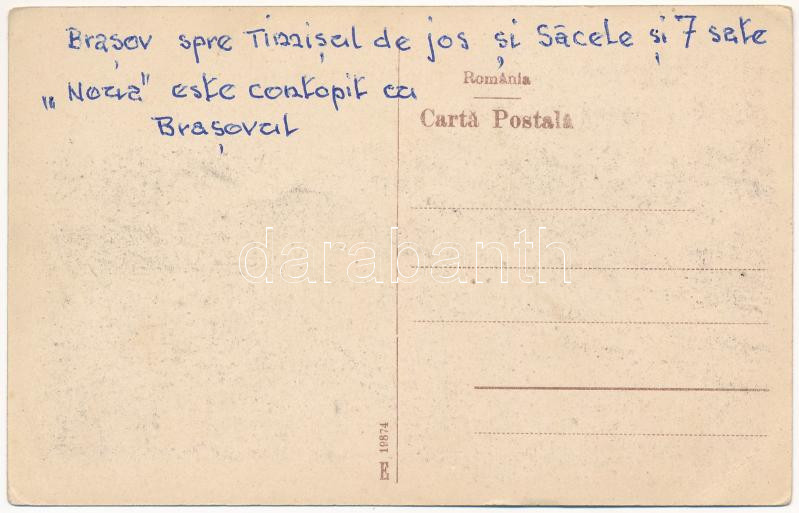 Brașov spre Timișul de jos și Săcele și 7 sate
„Noua" este contopit cu
Brașovul
România
Cartă Postală
darabanth
E 19874